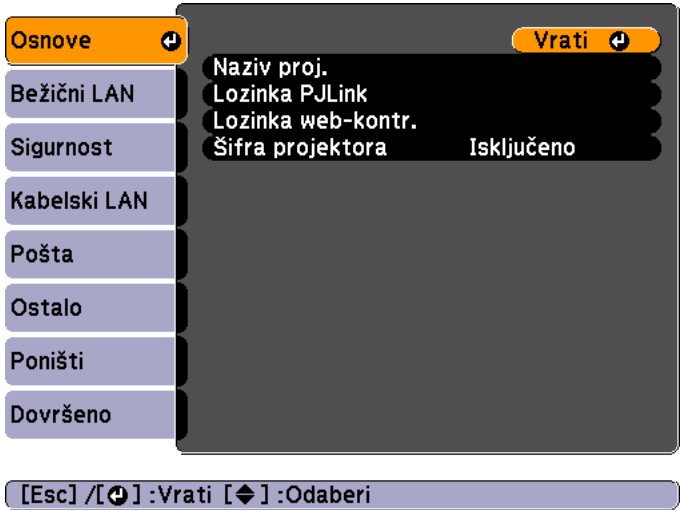 Osnove
Bežični LAN
Sigurnost
Kabelski LAN
Pošta
Ostalo
Poništi
Dovršeno
Vrati
Naziv proj.
Lozinka PJLink
Lozinka web-kontr.
Šifra projektora Isključeno
[Esc] /[⏎] :Vrati [◆] :Odaberi